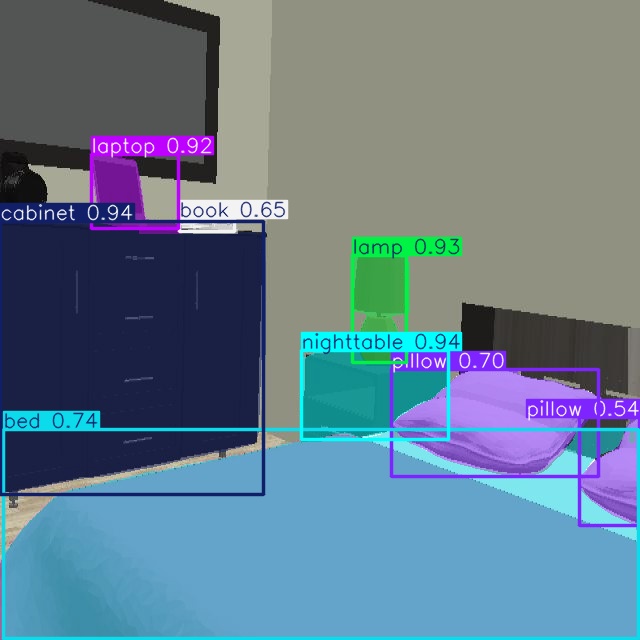 laptop 0.92
cabinet 0.94
book 0.65
lamp 0.93
nighttable 0.94
pillow 0.70
pillow 0.54
bed 0.74